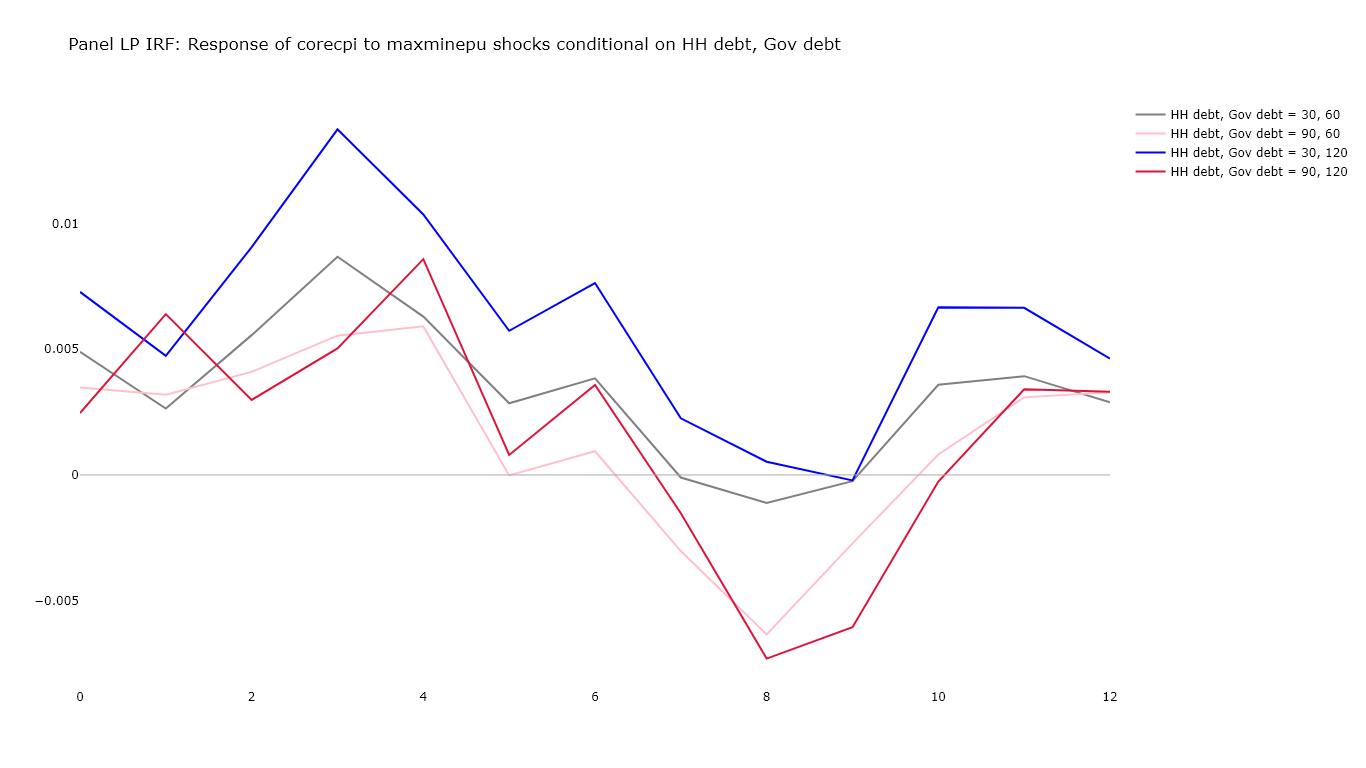 Panel LP IRF: Response of corecpi to maxminepu shocks conditional on HH debt, Gov debt
HH debt, Gov debt = 30, 60
HH debt, Gov debt = 90, 60
HH debt, Gov debt = 30, 120
HH debt, Gov debt = 90, 120
0.01
0.005
0
−0.005
0 2 4 6 8 10 12